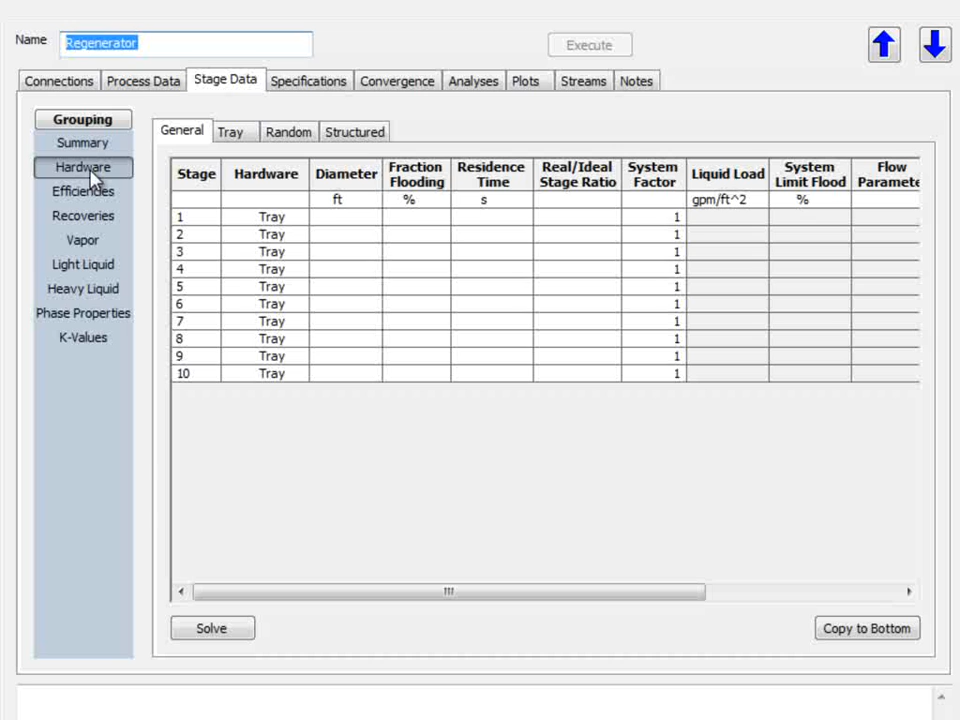 Name Regenerator Execute
Connections Process Data Stage Data Specifications Convergence Analyses Plots Streams Notes
Grouping
Summary
Hardware
Efficiencies
Recoveries
Vapor
Light Liquid
Heavy Liquid
Phase Properties
K-Values
General Tray Random Structured
Stage Hardware Diameter Fraction Flooding Residence Time Real/Ideal Stage Ratio System Factor Liquid Load System Limit Flood Flow Paramete
ft % s gpm/ft^2 %
1 Tray 1
2 Tray 1
3 Tray 1
4 Tray 1
5 Tray 1
6 Tray 1
7 Tray 1
8 Tray 1
9 Tray 1
10 Tray 1
Solve Copy to Bottom